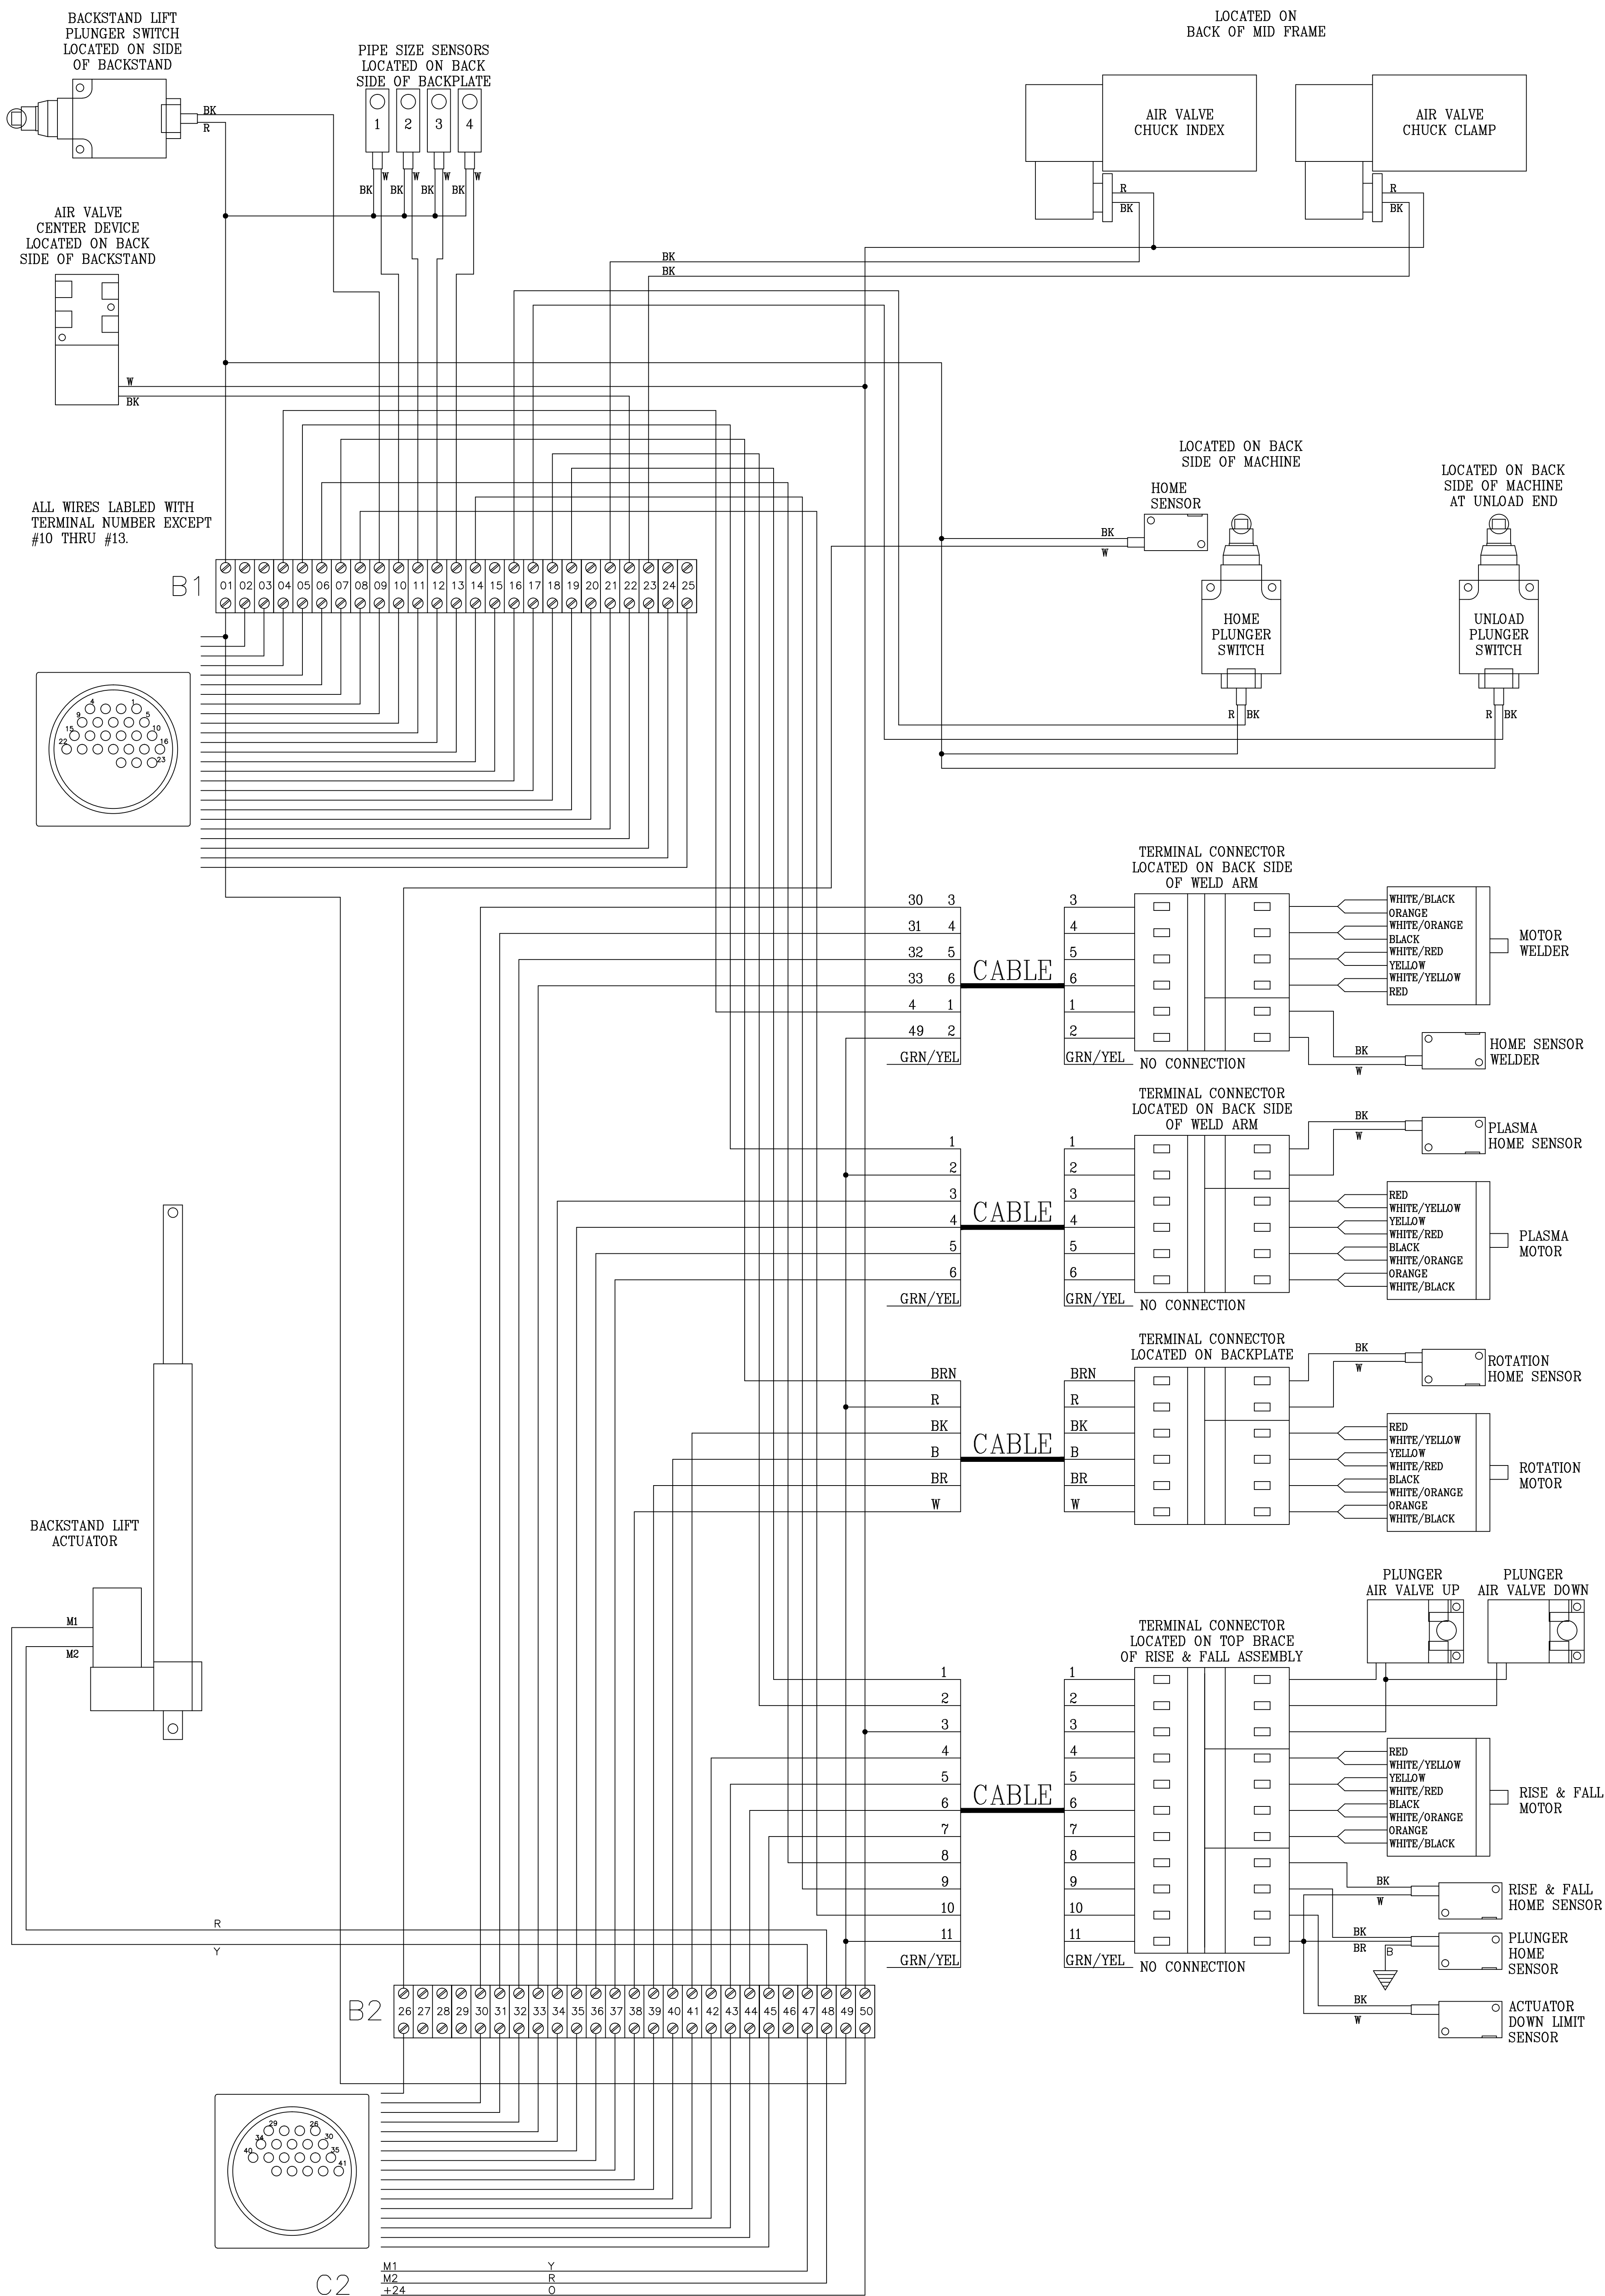 BACKSTAND LIFT
PLUNGER SWITCH
LOCATED ON SIDE
OF BACKSTAND
BK
R
PIPE SIZE SENSORS
LOCATED ON BACK
SIDE OF BACKPLATE
1 2 3 4
W W W W
BK BK BK BK
LOCATED ON
BACK OF MID FRAME
AIR VALVE
CHUCK INDEX
R
BK
AIR VALVE
CHUCK CLAMP
R
BK
AIR VALVE
CENTER DEVICE
LOCATED ON BACK
SIDE OF BACKSTAND
W
BK
BK
BK
ALL WIRES LABLED WITH
TERMINAL NUMBER EXCEPT
#10 THRU #13.
LOCATED ON BACK
SIDE OF MACHINE
HOME
SENSOR
BK
W
HOME
PLUNGER
SWITCH
R BK
LOCATED ON BACK
SIDE OF MACHINE
AT UNLOAD END
UNLOAD
PLUNGER
SWITCH
R BK
B1
01 02 03 04 05 06 07 08 09 10 11 12 13 14 15 16 17 18 19 20 21 22 23 24 25
4 1
9 5
15 10
22 16
23
TERMINAL CONNECTOR
LOCATED ON BACK SIDE
OF WELD ARM
30 3
31 4
32 5
33 6
4 1
49 2
GRN/YEL
CABLE
3
4
5
6
1
2
GRN/YEL
NO CONNECTION
WHITE/BLACK
ORANGE
WHITE/ORANGE
BLACK
WHITE/RED
YELLOW
WHITE/YELLOW
RED
MOTOR
WELDER
BK
W
HOME SENSOR
WELDER
TERMINAL CONNECTOR
LOCATED ON BACK SIDE
OF WELD ARM
1
2
3
4
5
6
GRN/YEL
CABLE
1
2
3
4
5
6
GRN/YEL
NO CONNECTION
BK
W
PLASMA
HOME SENSOR
RED
WHITE/YELLOW
YELLOW
WHITE/RED
BLACK
WHITE/ORANGE
ORANGE
WHITE/BLACK
PLASMA
MOTOR
TERMINAL CONNECTOR
LOCATED ON BACKPLATE
BRN
R
BK
B
BR
W
CABLE
BRN
R
BK
B
BR
W
BK
W
ROTATION
HOME SENSOR
RED
WHITE/YELLOW
YELLOW
WHITE/RED
BLACK
WHITE/ORANGE
ORANGE
WHITE/BLACK
ROTATION
MOTOR
BACKSTAND LIFT
ACTUATOR
M1
M2
R
Y
PLUNGER
AIR VALVE UP
PLUNGER
AIR VALVE DOWN
TERMINAL CONNECTOR
LOCATED ON TOP BRACE
OF RISE & FALL ASSEMBLY
1
2
3
4
5
6
7
8
9
10
11
GRN/YEL
CABLE
1
2
3
4
5
6
7
8
9
10
11
GRN/YEL
NO CONNECTION
RED
WHITE/YELLOW
YELLOW
WHITE/RED
BLACK
WHITE/ORANGE
ORANGE
WHITE/BLACK
RISE & FALL
MOTOR
BK
W
RISE & FALL
HOME SENSOR
BK
BR
B
PLUNGER
HOME
SENSOR
BK
W
ACTUATOR
DOWN LIMIT
SENSOR
B2
26 27 28 29 30 31 32 33 34 35 36 37 38 39 40 41 42 43 44 45 46 47 48 49 50
29 26
34 30
40 35
41
C2
M1 Y
M2 R
+24 O